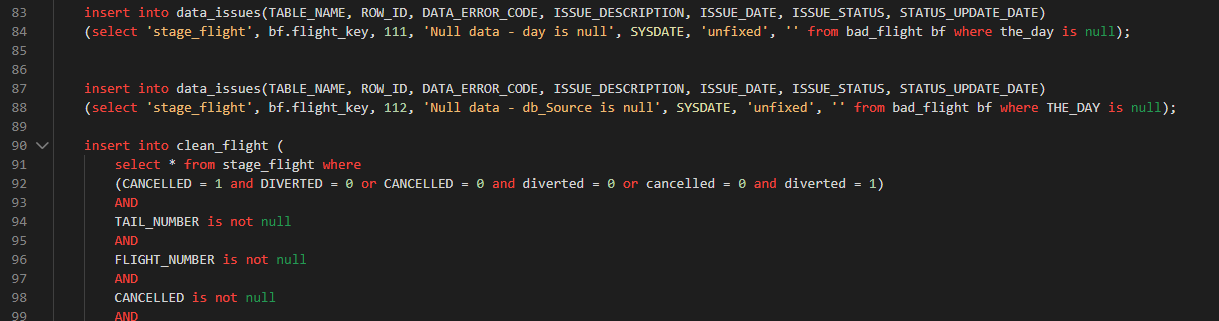 83 insert into data_issues(TABLE_NAME, ROW_ID, DATA_ERROR_CODE, ISSUE_DESCRIPTION, ISSUE_DATE, ISSUE_STATUS, STATUS_UPDATE_DATE)
84 (select 'stage_flight', bf.flight_key, 111, 'Null data - day is null', SYSDATE, 'unfixed', '' from bad_flight bf where the_day is null);
85
86
87 insert into data_issues(TABLE_NAME, ROW_ID, DATA_ERROR_CODE, ISSUE_DESCRIPTION, ISSUE_DATE, ISSUE_STATUS, STATUS_UPDATE_DATE)
88 (select 'stage_flight', bf.flight_key, 112, 'Null data - db_Source is null', SYSDATE, 'unfixed', '' from bad_flight bf where THE_DAY is null);
89
90 insert into clean_flight (
91 select * from stage_flight where
92 (CANCELLED = 1 and DIVERTED = 0 or CANCELLED = 0 and diverted = 0 or cancelled = 0 and diverted = 1)
93 AND
94 TAIL_NUMBER is not null
95 AND
96 FLIGHT_NUMBER is not null
97 AND
98 CANCELLED is not null
99 AND